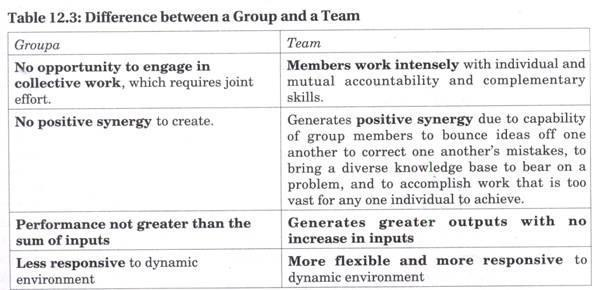 Table 12.3: Difference between a Group and a Team
Groupa
Team
No opportunity to engage in
collective work, which requires joint
effort.
Members work intensely with individual and
mutual accountability and complementary
skills.
No positive synergy to create.
Generates positive synergy due to capability
of group members to bounce ideas off one
another to correct one another's mistakes, to
bring a diverse knowledge base to bear on a
problem, and to accomplish work that is too
vast for any one individual to achieve.
Performance not greater than the
sum of inputs
Generates greater outputs with no
increase in inputs
Less responsive to dynamic
environment
More flexible and more responsive to
dynamic environment